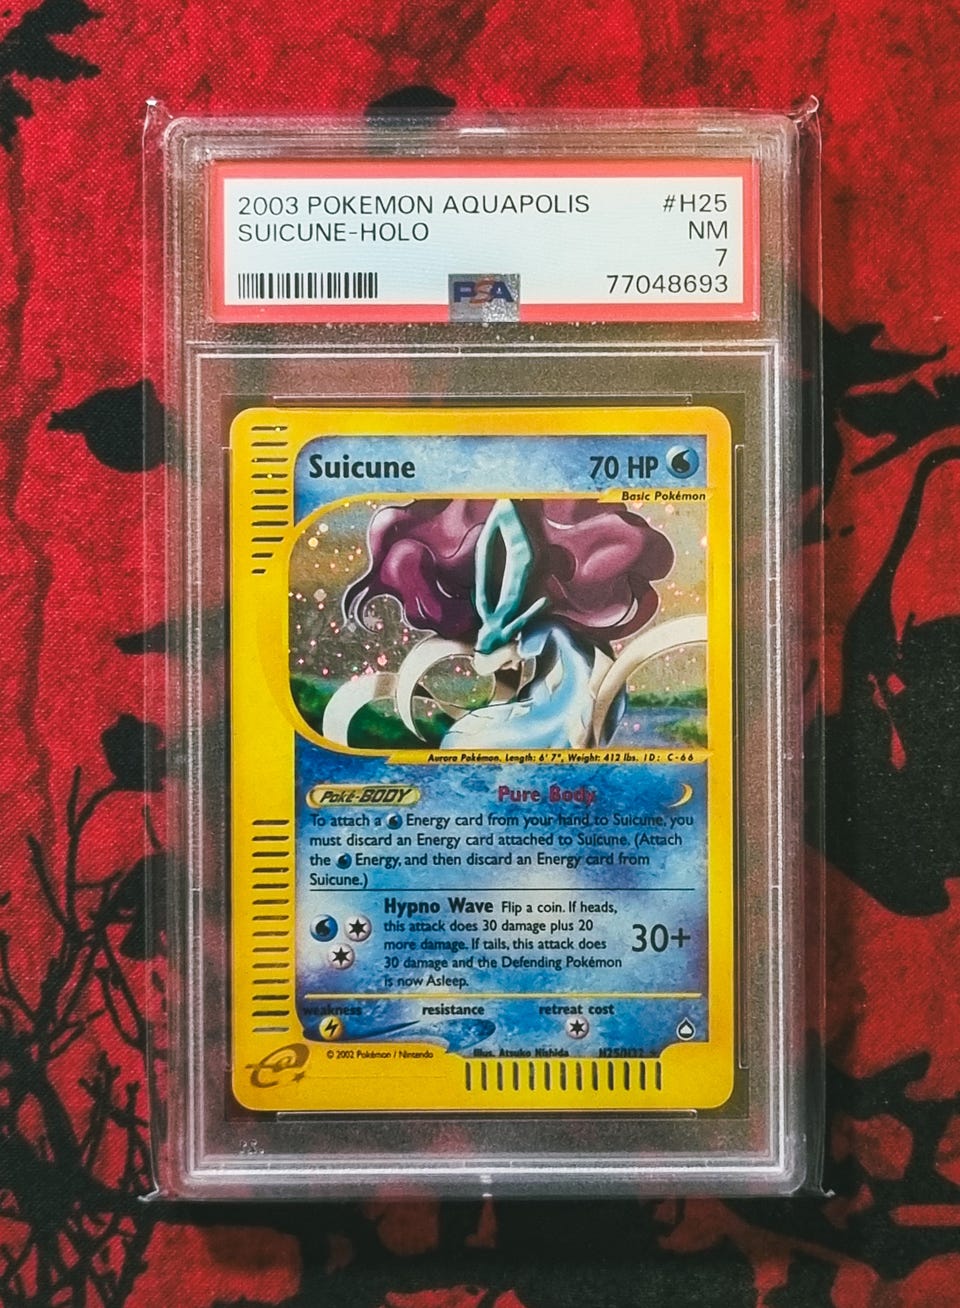 2003 POKEMON AQUAPOLIS #H25
SUICUNE-HOLO NM
7
77048693
PSA
Suicune 70 HP
Basic Pokémon
Aurora Pokémon. Length: 6' 7", Weight: 412 lbs. ID: C-66
Poké-BODY Pure Body
To attach a Energy card from your hand to Suicune, you
must discard an Energy card attached to Suicune. (Attach
the Energy, and then discard an Energy card from
Suicune.)
Hypno Wave Flip a coin. If heads,
this attack does 30 damage plus 20
more damage. If tails, this attack does
30 damage and the Defending Pokémon
is now Asleep.
30+
weakness resistance retreat cost
e © 2002 Pokémon / Nintendo Illus. Atsuko Nishida H25/H32